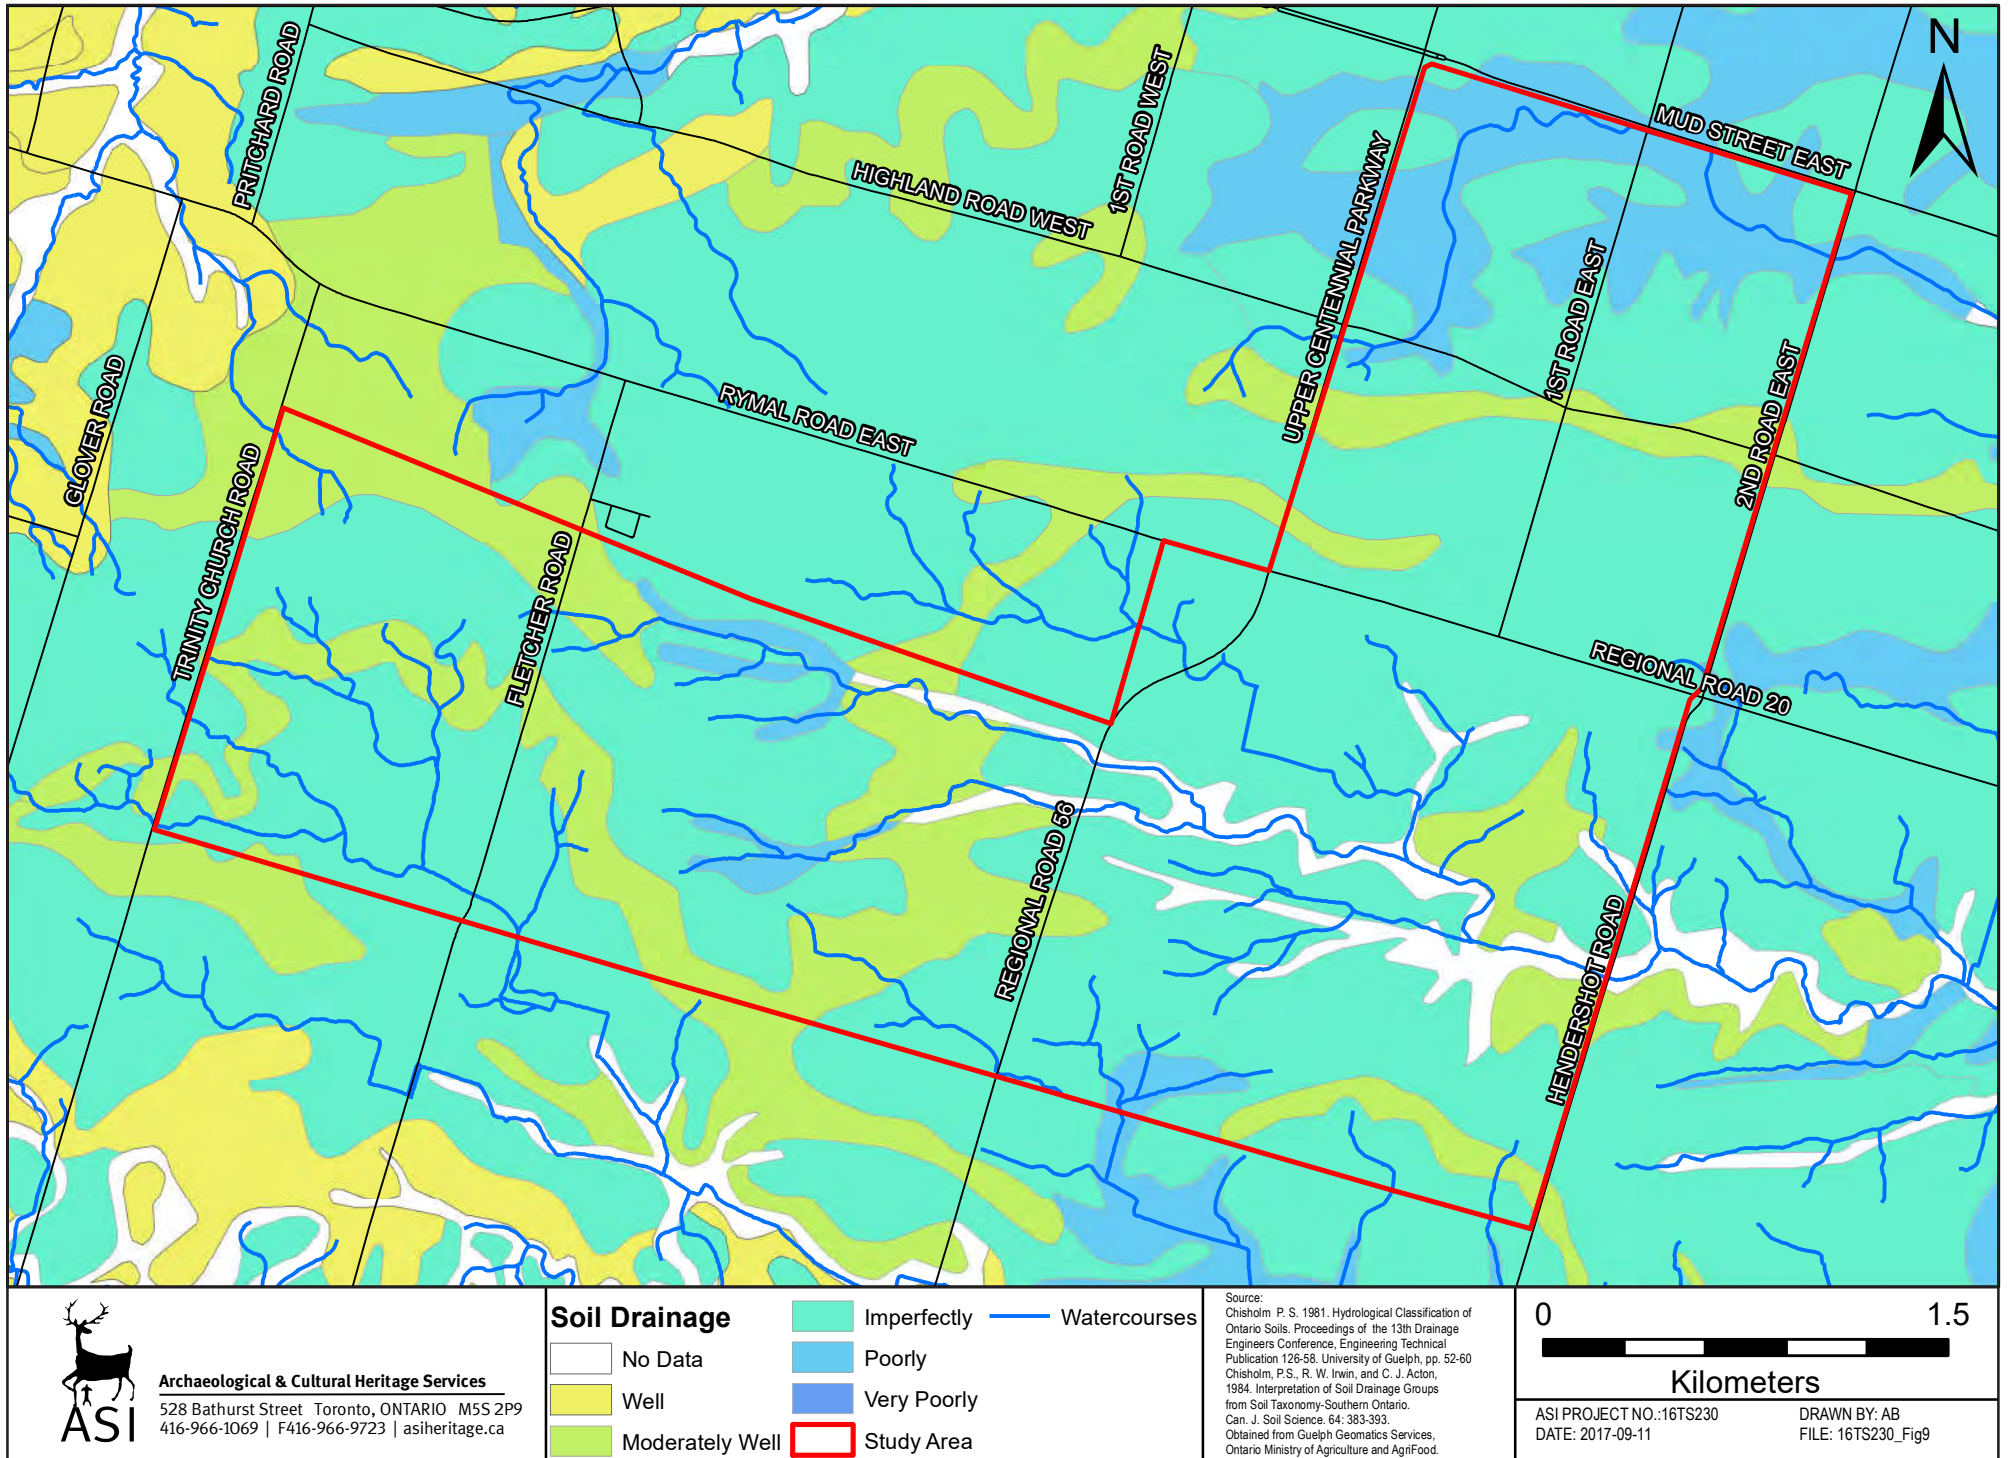 N
PRITCHARD ROAD
1ST ROAD WEST
MUD STREET EAST
HIGHLAND ROAD WEST
UPPER CENTENNIAL PARKWAY
1ST ROAD EAST
GLOVER ROAD
RYMAL ROAD EAST
2ND ROAD EAST
TRINITY CHURCH ROAD
FLETCHER ROAD
REGIONAL ROAD 20
REGIONAL ROAD 56
HENDERSHOT ROAD
ASI
Archaeological & Cultural Heritage Services
528 Bathurst Street Toronto, ONTARIO M5S 2P9
416-966-1069 | F416-966-9723 | asiheritage.ca
Soil Drainage
No Data
Well
Moderately Well
Imperfectly
Poorly
Very Poorly
Study Area
Watercourses
Source:
Chisholm P. S. 1981. Hydrological Classification of
Ontario Soils. Proceedings of the 13th Drainage
Engineers Conference, Engineering Technical
Publication 126-58. University of Guelph, pp. 52-60
Chisholm, P.S., R. W. Irwin, and C. J. Acton,
1984. Interpretation of Soil Drainage Groups
from Soil Taxonomy-Southern Ontario.
Can. J. Soil Science. 64: 383-393.
Obtained from Guelph Geomatics Services,
Ontario Ministry of Agriculture and AgriFood.
0 1.5
Kilometers
ASI PROJECT NO.:16TS230
DATE: 2017-09-11
DRAWN BY: AB
FILE: 16TS230_Fig9